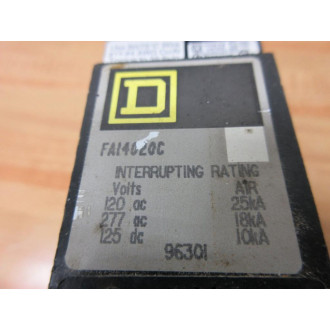 D
FA14020C
INTERRUPTING RATING
Volts AIR
120 ac 25kA
277 ac 18kA
125 dc 10kA
96301